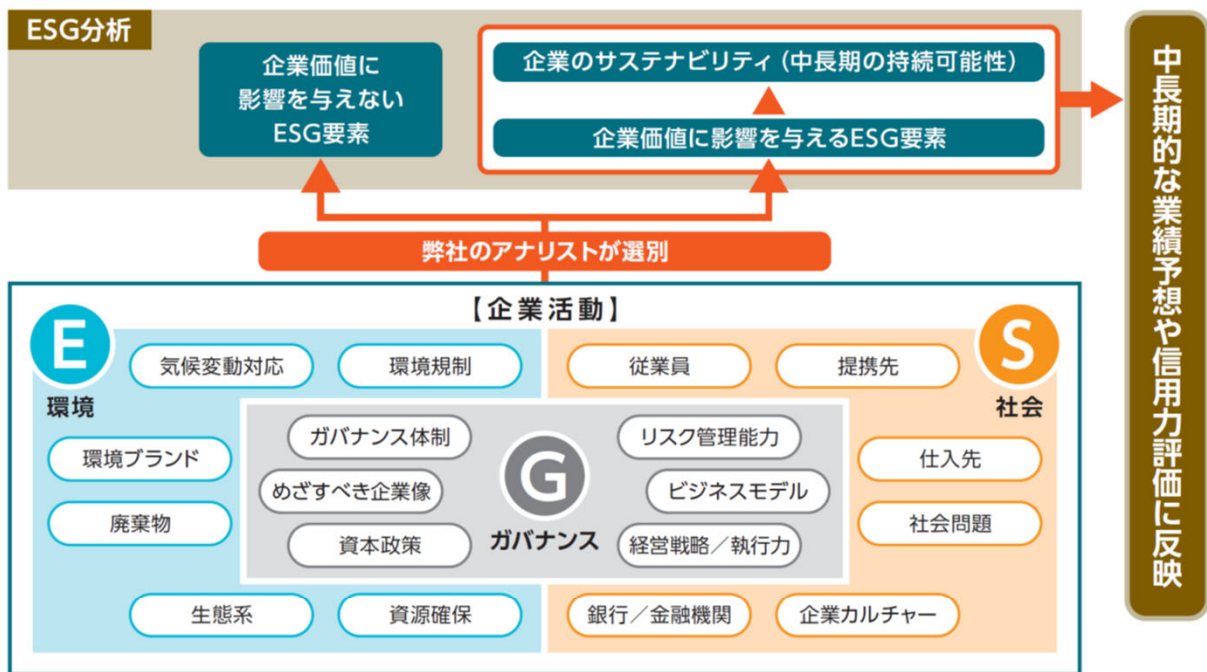 ESG分析
企業価値に
影響を与えない
ESG要素
企業のサステナビリティ（中長期の持続可能性）
企業価値に影響を与えるESG要素
中長期的な業績予想や信用力評価に反映
弊社のアナリストが選別
【企業活動】
E
環境
気候変動対応
環境規制
環境ブランド
廃棄物
生態系
資源確保
G
ガバナンス
ガバナンス体制
めざすべき企業像
資本政策
リスク管理能力
ビジネスモデル
経営戦略／執行力
S
社会
従業員
提携先
仕入先
社会問題
銀行／金融機関
企業カルチャー